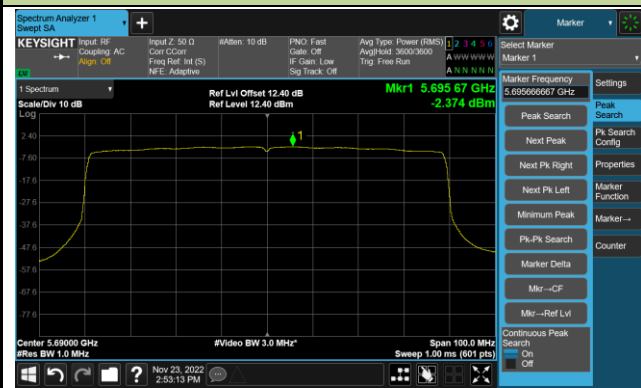 Spectrum Analyzer 1
Swept SA
Marker
KEYSIGHT
Input: RF
Coupling: AC
Align: Off
Input Z: 50 Ω
Corr CCorr
Freq Ref: Int (S)
NFE: Adaptive
#Atten: 10 dB
PNO: Fast
Gate: Off
IF Gain: Low
Sig Track: Off
Avg Type: Power (RMS)
Avg|Hold: 3600/3600
Trig: Free Run
1 2 3 4 5 6
A W W W W W
A N N N N N
LXI
Select Marker
Marker 1
1 Spectrum
Scale/Div 10 dB
Log
Ref Lvl Offset 12.40 dB
Ref Level 12.40 dBm
Mkr1 5.695 67 GHz
-2.374 dBm
1
2.40
-7.60
-17.6
-27.6
-37.6
-47.6
-57.6
-67.6
-77.6
Center 5.69000 GHz
#Res BW 1.0 MHz
#Video BW 3.0 MHz*
Span 100.0 MHz
Sweep 1.00 ms (601 pts)
Marker Frequency
5.695666667 GHz
Peak Search
Next Peak
Next Pk Right
Next Pk Left
Minimum Peak
Pk-Pk Search
Marker Delta
Mkr→CF
Mkr→Ref Lvl
Continuous Peak
Search
On
Off
Settings
Peak
Search
Pk Search
Config
Properties
Marker
Function
Marker→
Counter
Nov 23, 2022
2:53:13 PM